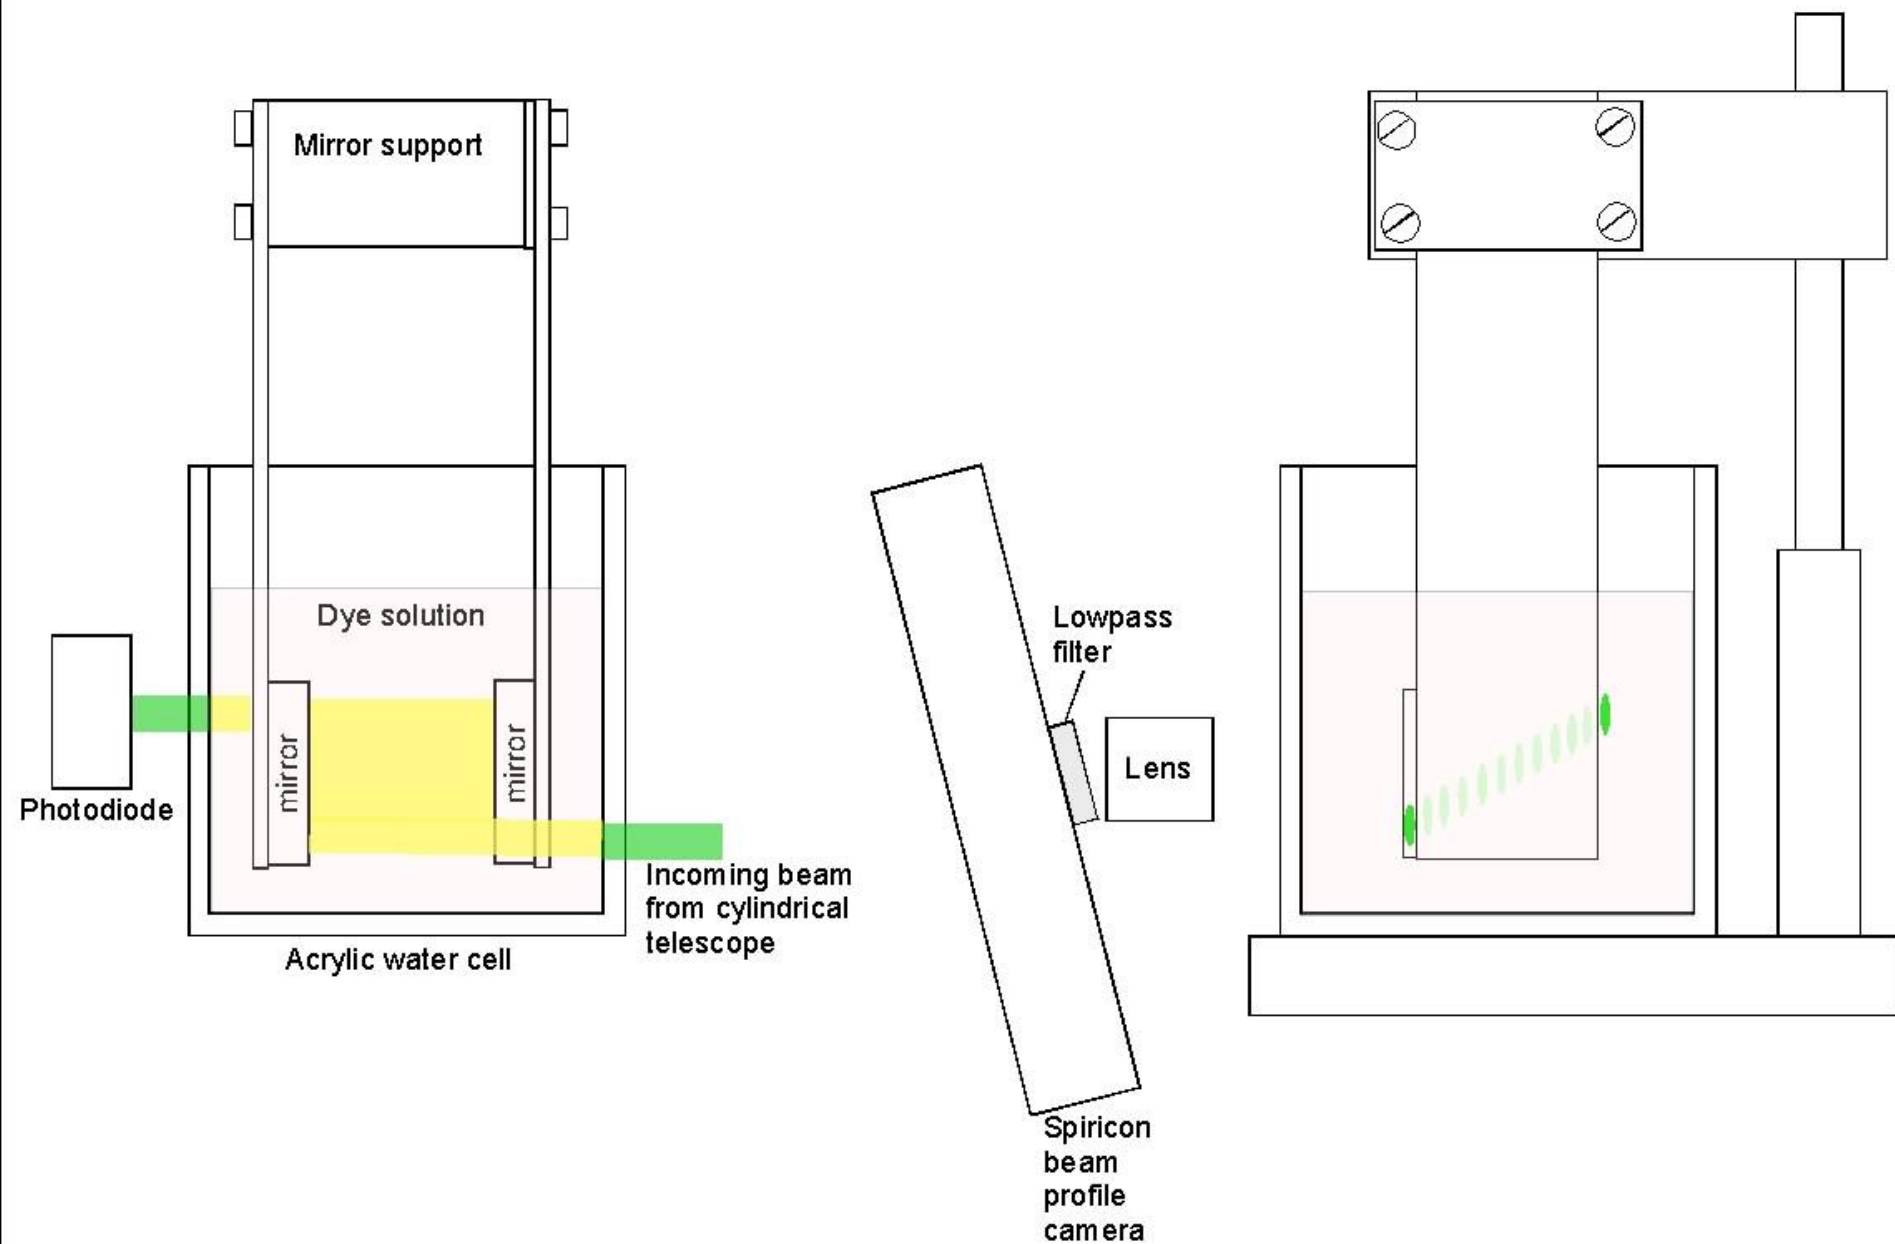 Mirror support
Dye solution
mirror
mirror
Photodiode
Incoming beam
from cylindrical
telescope
Acrylic water cell
Lowpass
filter
Lens
Spiricon
beam
profile
camera